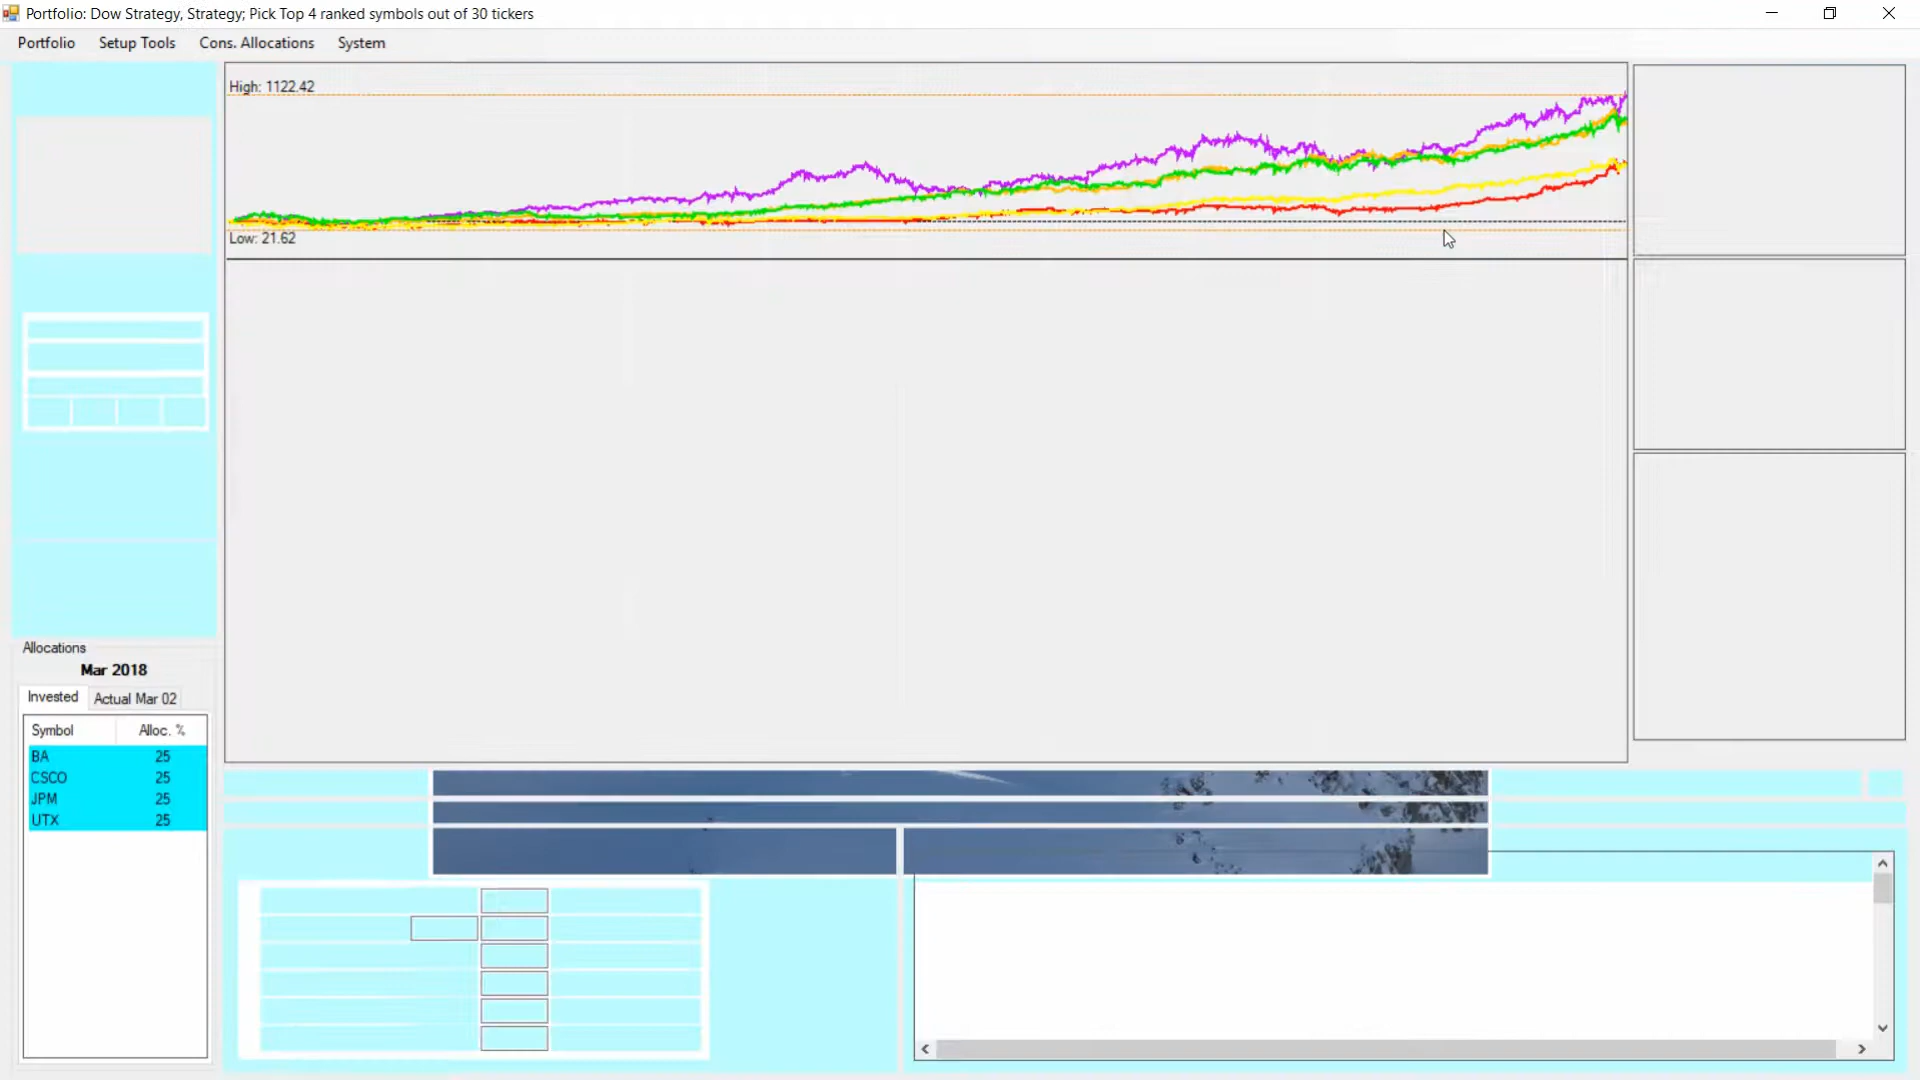 Portfolio: Dow Strategy, Strategy; Pick Top 4 ranked symbols out of 30 tickers
Portfolio Setup Tools Cons. Allocations System
High: 1122.42
Low: 21.62
Allocations
Mar 2018
Invested Actual Mar 02
Symbol Alloc. %
BA 25
CSCO 25
JPM 25
UTX 25